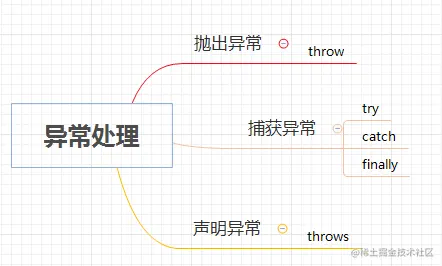 抛出异常
throw
异常处理
捕获异常
try
catch
finally
声明异常
throws
@稀土掘金技术社区